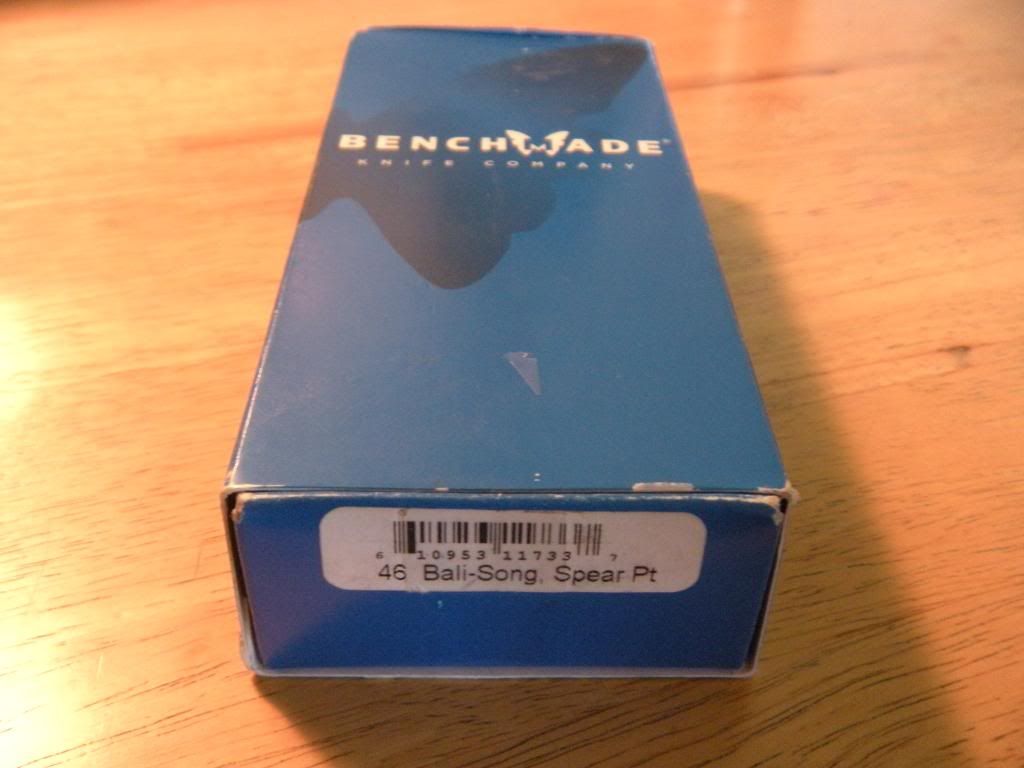 BENCHMADE®
KNIFE COMPANY
6 10953 11733 7
46 Bali-Song, Spear Pt